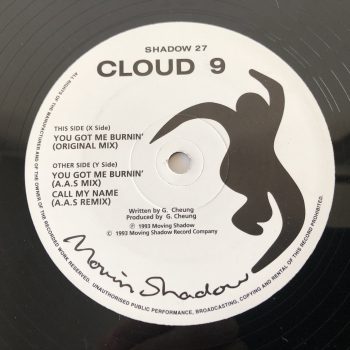 SHADOW 27
CLOUD 9
THIS SIDE (X Side)
YOU GOT ME BURNIN'
(ORIGINAL MIX)
OTHER SIDE (Y Side)
YOU GOT ME BURNIN'
(A.A.S MIX)
CALL MY NAME
(A.A.S REMIX)
Written by G. Cheung
Produced by G. Cheung
℗ 1993 Moving Shadow
© 1993 Moving Shadow Record Company
Movin Shadow
ALL RIGHTS OF THE MANUFACTURER AND OF THE OWNER OF THE RECORDED WORK RESERVED. UNAUTHORISED PUBLIC PERFORMANCE, BROADCASTING, COPYING AND RENTAL OF THIS RECORD PROHIBITED.